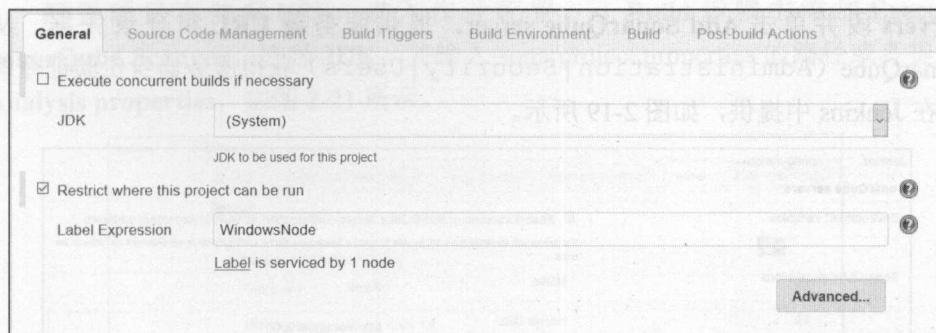 General Source Code Management Build Triggers Build Environment Build Post-build Actions
Execute concurrent builds if necessary
JDK (System)
JDK to be used for this project
Restrict where this project can be run
Label Expression WindowsNode
Label is serviced by 1 node
Advanced...